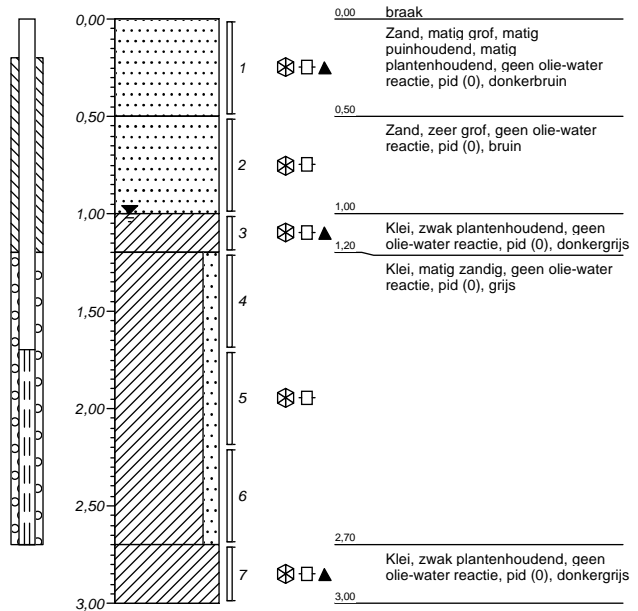 0,00
0,50
1,00
1,50
2,00
2,50
3,00
1
2
3
4
5
6
7
0,00
braak
Zand, matig grof, matig
puinhoudend, matig
plantenhoudend, geen olie-water
reactie, pid (0), donkerbruin
0,50
Zand, zeer grof, geen olie-water
reactie, pid (0), bruin
1,00
Klei, zwak plantenhoudend, geen
olie-water reactie, pid (0), donkergrijs
1,20
Klei, matig zandig, geen olie-water
reactie, pid (0), grijs
2,70
Klei, zwak plantenhoudend, geen
olie-water reactie, pid (0), donkergrijs
3,00